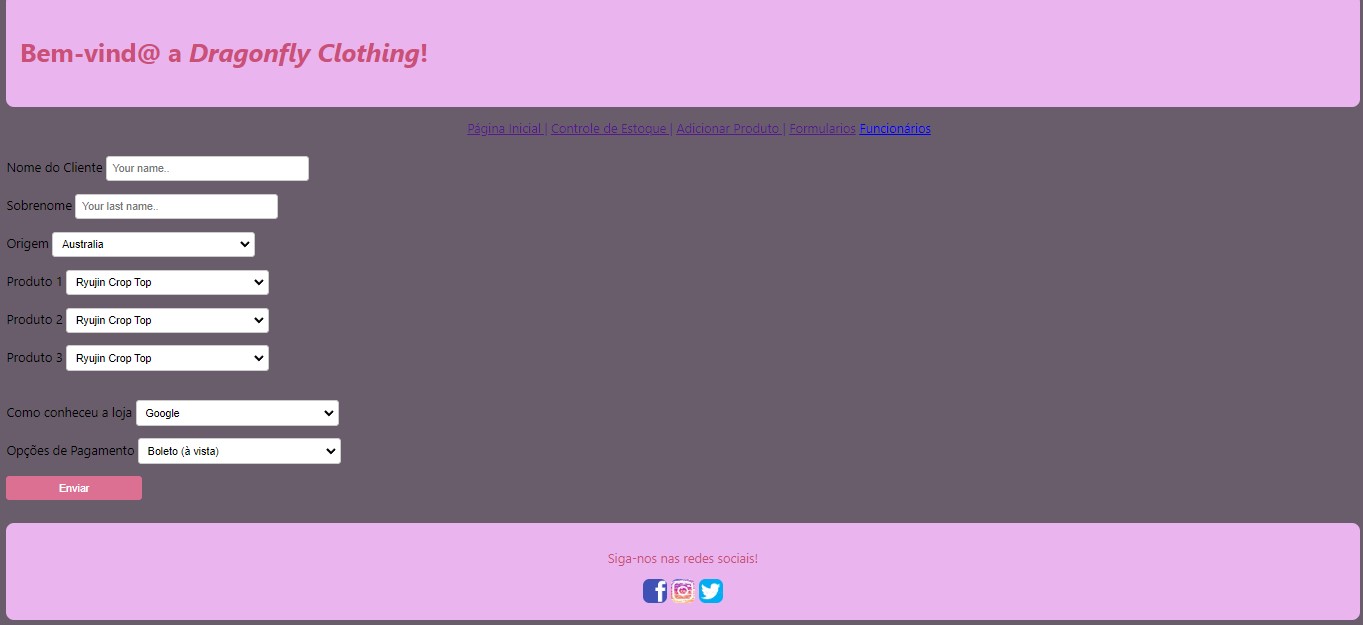 Bem-vind@ a Dragonfly Clothing!
Página Inicial | Controle de Estoque | Adicionar Produto | Formularios Funcionários
Nome do Cliente Your name..
Sobrenome Your last name..
Origem Australia
Produto 1 Ryujin Crop Top
Produto 2 Ryujin Crop Top
Produto 3 Ryujin Crop Top
Como conheceu a loja Google
Opções de Pagamento Boleto (à vista)
Enviar
Siga-nos nas redes sociais!